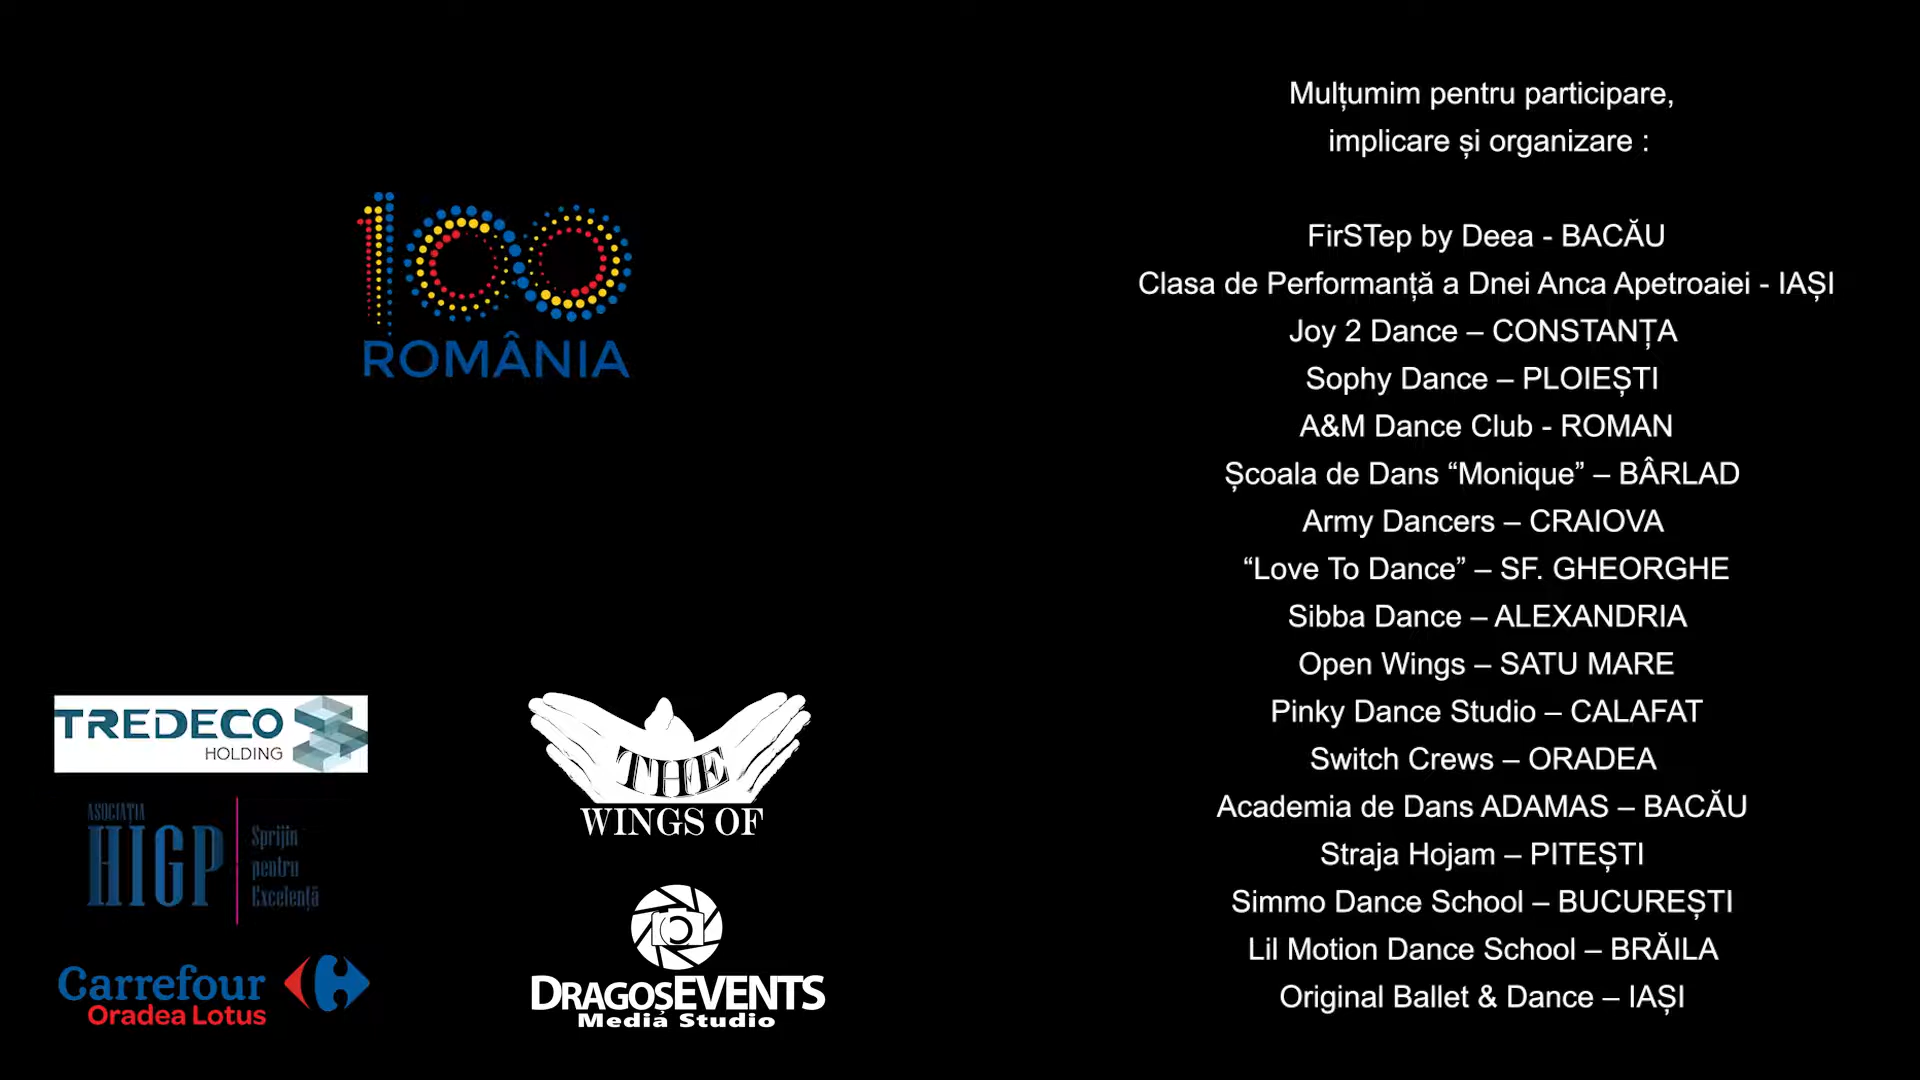 100
ROMÂNIA
TREDECO
HOLDING
ASOCIAȚIA
HIGP
Sprijin
pentru
Excelență
Carrefour
Oradea Lotus
THE
WINGS OF
DRAGOȘEVENTS
Media Studio
Mulțumim pentru participare,
implicare și organizare :
FirSTep by Deea - BACĂU
Clasa de Performanță a Dnei Anca Apetroaiei - IAȘI
Joy 2 Dance – CONSTANȚA
Sophy Dance – PLOIEȘTI
A&M Dance Club - ROMAN
Școala de Dans “Monique” – BÂRLAD
Army Dancers – CRAIOVA
“Love To Dance” – SF. GHEORGHE
Sibba Dance – ALEXANDRIA
Open Wings – SATU MARE
Pinky Dance Studio – CALAFAT
Switch Crews – ORADEA
Academia de Dans ADAMAS – BACĂU
Straja Hojam – PITEȘTI
Simmo Dance School – BUCUREȘTI
Lil Motion Dance School – BRĂILA
Original Ballet & Dance – IAȘI